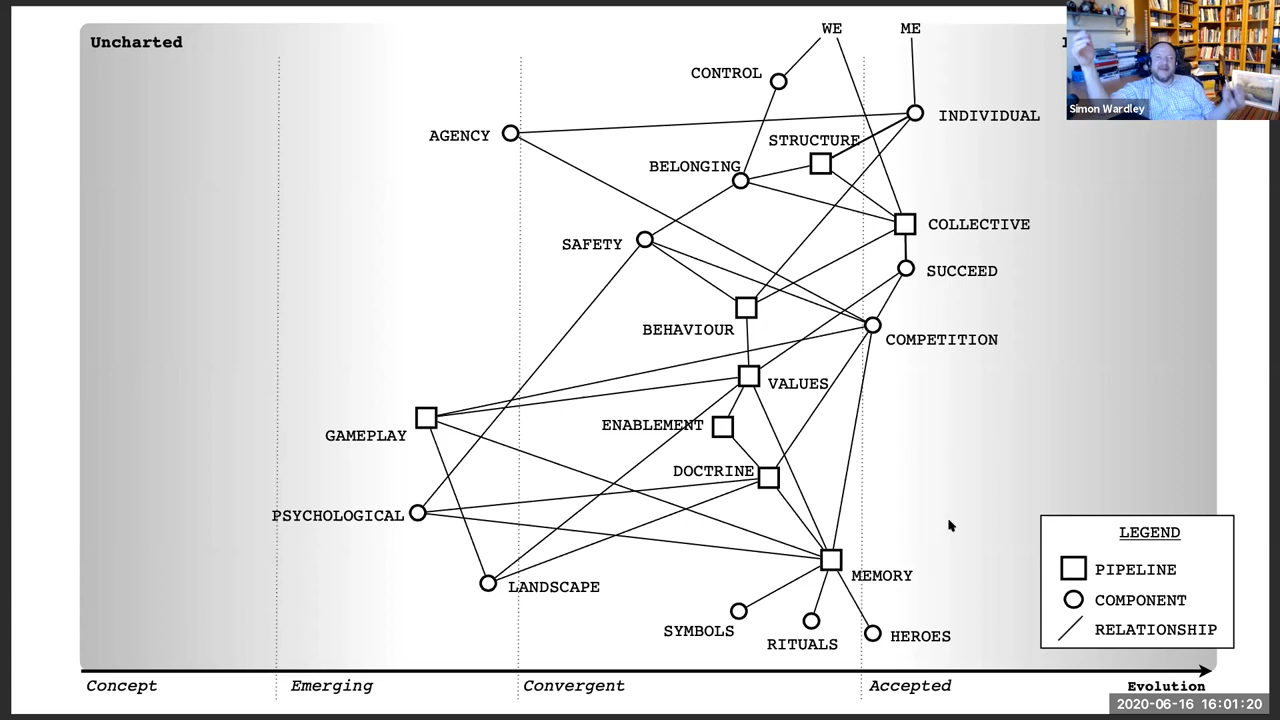 WE
ME
Uncharted
CONTROL
Simon Wardley
INDIVIDUAL
AGENCY
STRUCTURE
BELONGING
COLLECTIVE
SAFETY
SUCCEED
BEHAVIOUR
COMPETITION
VALUES
ENABLEMENT
GAMEPLAY
DOCTRINE
PSYCHOLOGICAL
LANDSCAPE
MEMORY
SYMBOLS
RITUALS
HEROES
LEGEND
PIPELINE
COMPONENT
RELATIONSHIP
Concept
Emerging
Convergent
Accepted
Evolution
2020-06-16 16:01:20